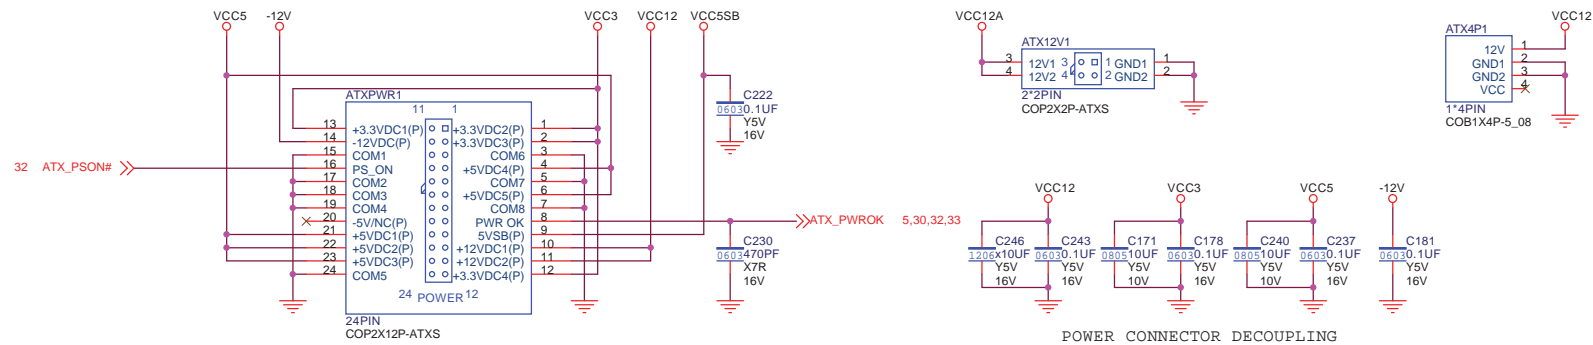 VCC5
-12V
VCC3
VCC12
VCC5SB
ATXPWR1
11
1
13
+3.3VDC1(P)
+3.3VDC2(P)
1
14
-12VDC(P)
+3.3VDC3(P)
2
15
COM1
COM6
3
32
ATX_PSON#
16
PS_ON
+5VDC4(P)
4
17
COM2
COM7
5
18
COM3
+5VDC5(P)
6
19
COM4
COM8
7
20
-5V/NC(P)
PWR OK
8
21
+5VDC1(P)
5VSB(P)
9
22
+5VDC2(P)
+12VDC1(P)
10
23
+5VDC3(P)
+12VDC2(P)
11
24
COM5
+3.3VDC4(P)
12
24
POWER
12
24PIN
COP2X12P-ATXS
C222
0603
0.1UF
Y5V
16V
ATX_PWROK
5,30,32,33
C230
0603
470PF
X7R
16V
VCC12A
ATX12V1
3
12V1
3
1
GND1
1
4
12V2
4
2
GND2
2
2*2PIN
COP2X2P-ATXS
ATX4P1
VCC12
12V
1
GND1
2
GND2
3
VCC
4
1*4PIN
COB1X4P-5_08
VCC12
VCC3
VCC5
-12V
C246
1206
x10UF
Y5V
16V
C243
0603
0.1UF
Y5V
16V
C171
0805
10UF
Y5V
10V
C178
0603
0.1UF
Y5V
16V
C240
0805
10UF
Y5V
10V
C237
0603
0.1UF
Y5V
16V
C181
0603
0.1UF
Y5V
16V
POWER CONNECTOR DECOUPLING